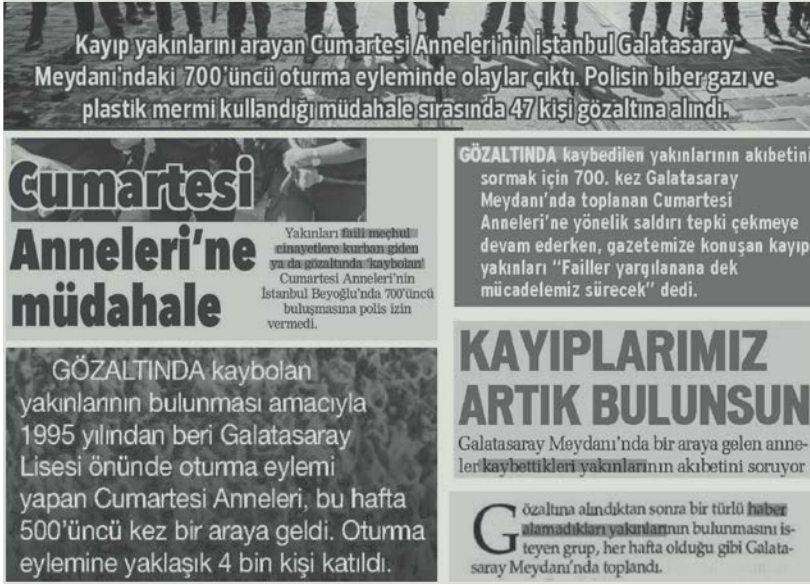 Kayıp yakınlarını arayan Cumartesi Anneleri'nin İstanbul Galatasaray
Meydanı'ndaki 700'üncü oturma eyleminde olaylar çıktı. Polisin biber gazı ve
plastik mermi kullandığı müdahale sırasında 47 kişi gözaltına alındı.
Cumartesi
Anneleri'ne
müdahale
Yakınları faili meçhul
cinayetlere kurban giden
ya da gözaltında 'kaybolan'
Cumartesi Anneleri'nin
İstanbul Beyoğlu'nda 700'üncü
buluşmasına polis izin
vermedi.
GÖZALTINDA kaybolan
yakınlarının bulunması amacıyla
1995 yılından beri Galatasaray
Lisesi önünde oturma eylemi
yapan Cumartesi Anneleri, bu hafta
500'üncü kez bir araya geldi. Oturma
eylemine yaklaşık 4 bin kişi katıldı.
GÖZALTINDA kaybedilen yakınlarının akıbetini
sormak için 700. kez Galatasaray
Meydanı'nda toplanan Cumartesi
Anneleri'ne yönelik saldırı tepki çekmeye
devam ederken, gazetemize konuşan kayıp
yakınları "Failler yargılanana dek
mücadelemiz sürecek" dedi.
KAYIPLARIMIZ
ARTIK BULUNSUN
Galatasaray Meydanı'nda bir araya gelen anne-
ler kaybettikleri yakınlarının akıbetini soruyor
Gözaltına alındıktan sonra bir türlü haber
alamadıkları yakınlarının bulunmasını is-
teyen grup, her hafta olduğu gibi Galata-
saray Meydanı'nda toplandı.